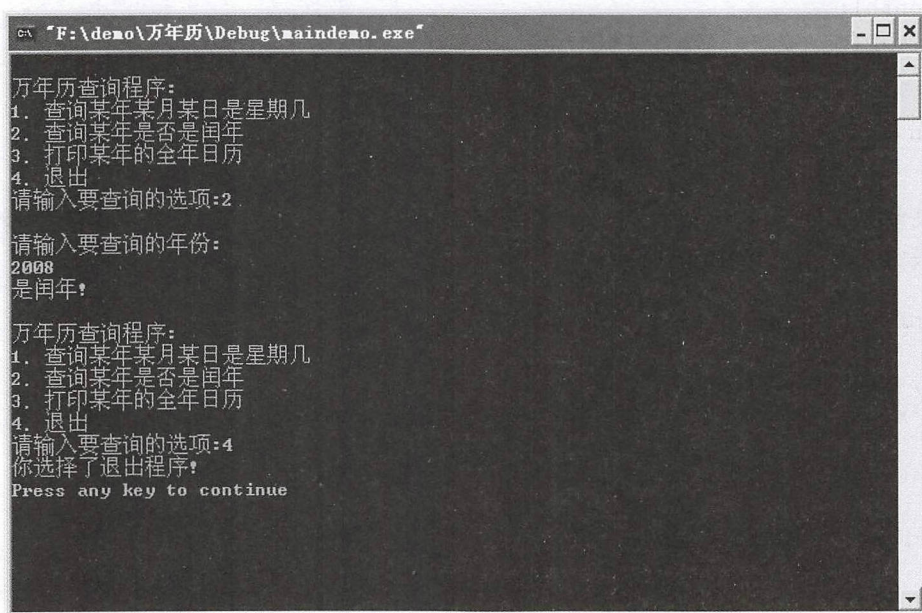 "F:\demo\万年历\Debug\maindemo.exe"
万年历查询程序:
1. 查询某年某月某日是星期几
2. 查询某年是否是闰年
3. 打印某年的全年日历
4. 退出
请输入要查询的选项:2
请输入要查询的年份:
2008
是闰年!
万年历查询程序:
1. 查询某年某月某日是星期几
2. 查询某年是否是闰年
3. 打印某年的全年日历
4. 退出
请输入要查询的选项:4
你选择了退出程序!
Press any key to continue